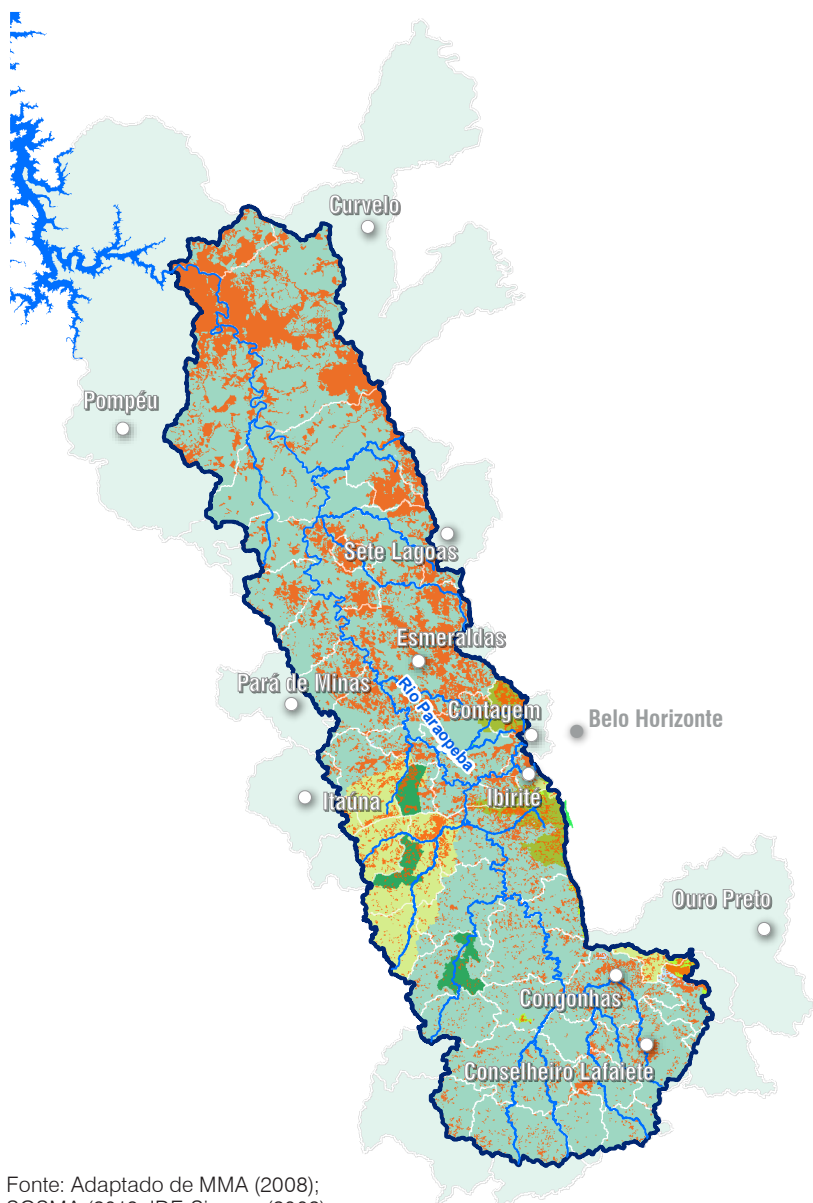 Curvelo
Pompéu
Sete Lagoas
Esmeraldas
Pará de Minas
Rio Paraopeba
Contagem
Belo Horizonte
Ibirité
Itaúna
Ouro Preto
Congonhas
Conselheiro Lafaiete
Fonte: Adaptado de MMA (2008);